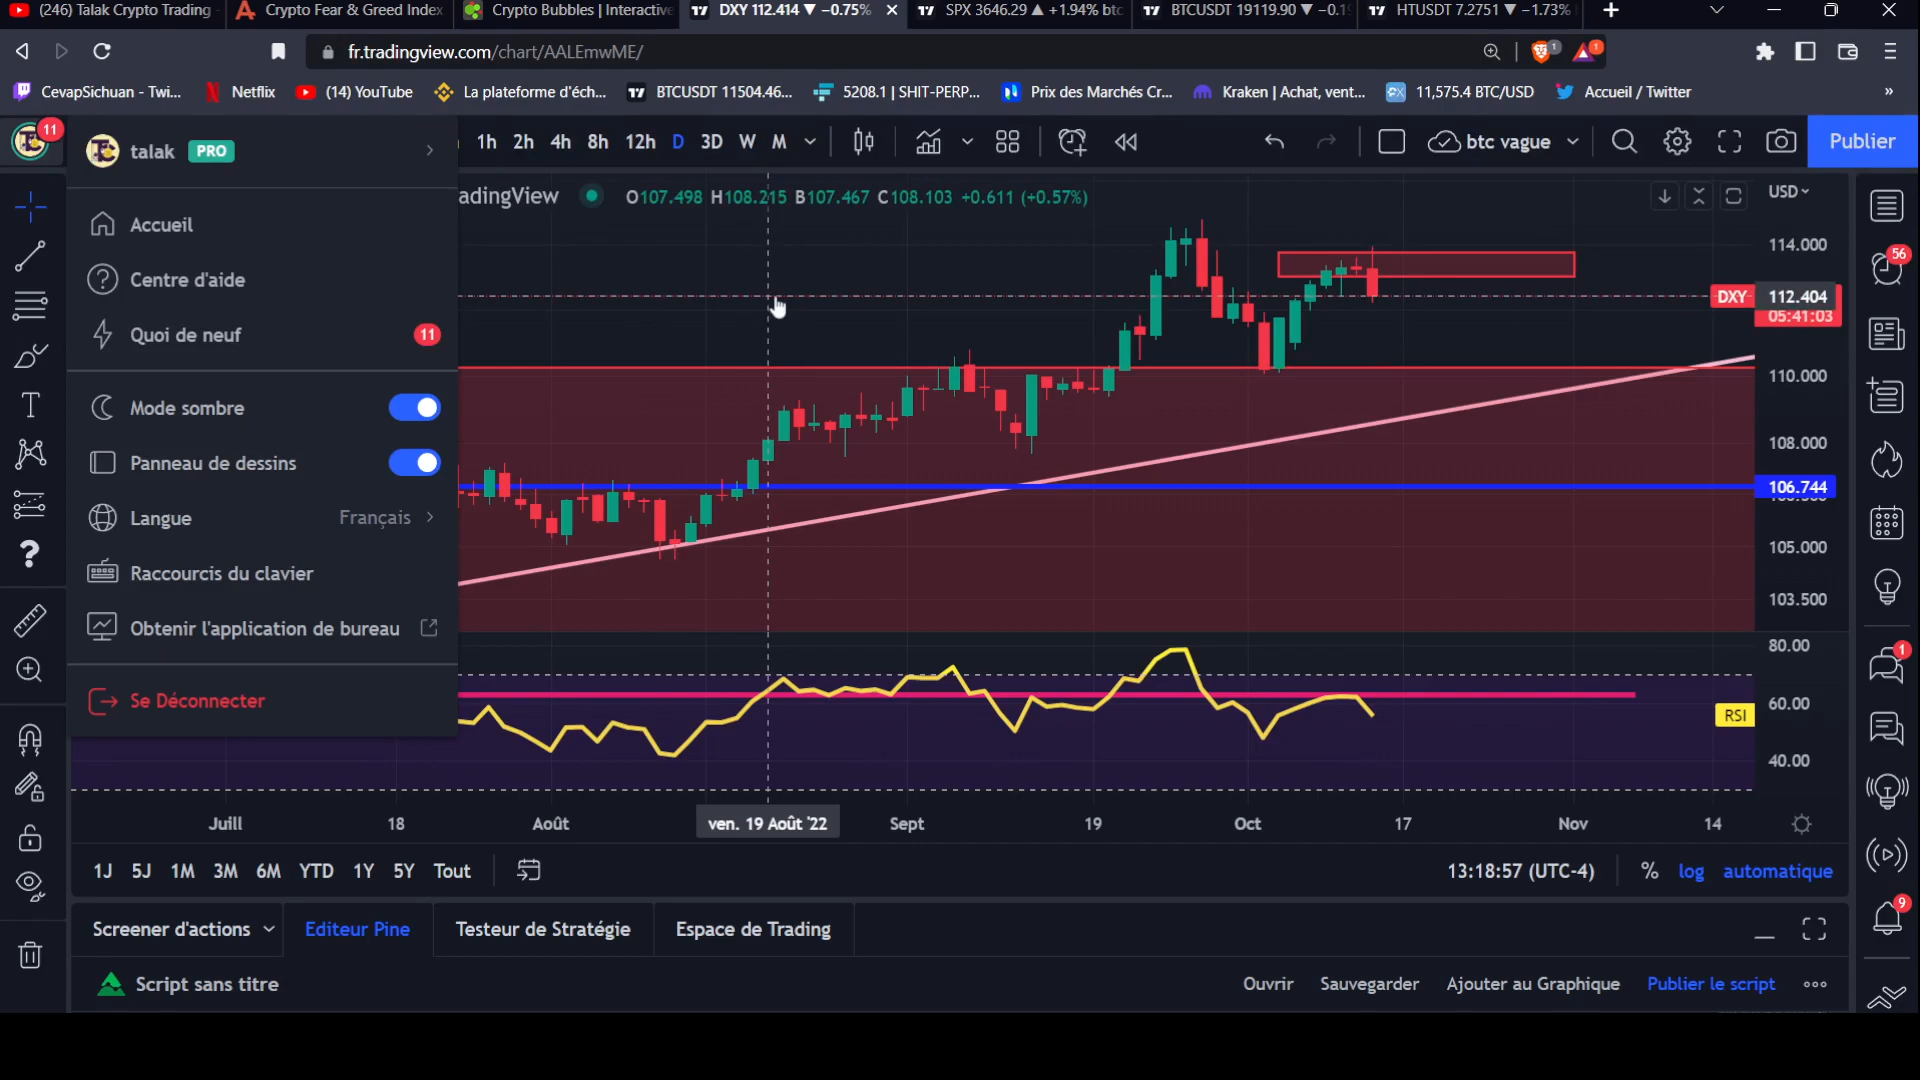 (246) Talak Crypto Trading
Crypto Fear & Greed Index
Crypto Bubbles | Interactive
DXY 112.414 ▼ −0.75%
SPX 3646.29 ▲ +1.94% btc
BTCUSDT 19119.90 ▼ −0.1
HTUSDT 7.2751 ▼ −1.73%
fr.tradingview.com/chart/AALEmwME/
1
1
CevapSichuan - Twi...
Netflix
(14) YouTube
La plateforme d'éch...
BTCUSDT 11504.46...
5208.1 | SHIT-PERP...
Prix des Marchés Cr...
Kraken | Achat, vent...
11,575.4 BTC/USD
Accueil / Twitter
»
11
talak PRO
1h 2h 4h 8h 12h D 3D W M
btc vague
Publier
adingView
O107.498 H108.215 B107.467 C108.103 +0.611 (+0.57%)
USD
Accueil
Centre d'aide
Quoi de neuf 11
Mode sombre
Panneau de dessins
Langue Français
Raccourcis du clavier
Obtenir l'application de bureau
Se Déconnecter
114.000
DXY 112.404
05:41:03
110.000
108.000
106.744
105.000
103.500
80.00
60.00
RSI
40.00
56
1
9
Juill 18 Août ven. 19 Août '22 Sept 19 Oct 17 Nov 14
1J 5J 1M 3M 6M YTD 1Y 5Y Tout
13:18:57 (UTC-4) % log automatique
Screener d'actions Editeur Pine Testeur de Stratégie Espace de Trading
Script sans titre
Ouvrir Sauvegarder Ajouter au Graphique Publier le script